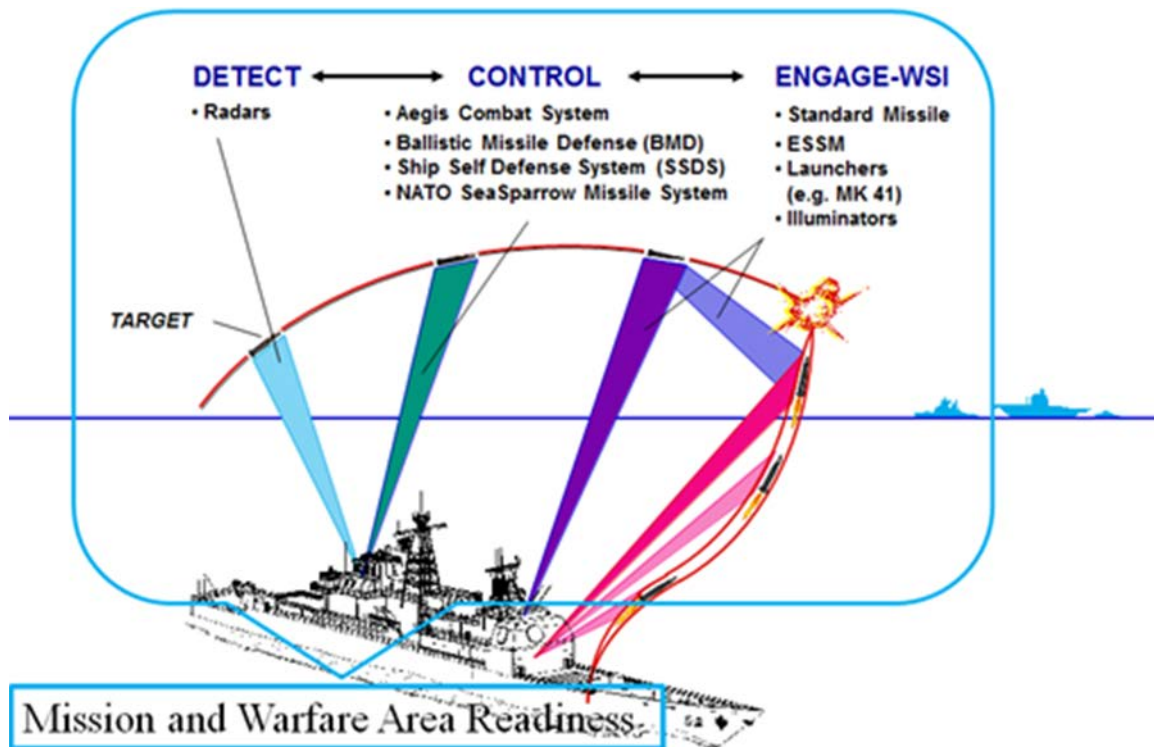 DETECT
• Radars
CONTROL
• Aegis Combat System
• Ballistic Missile Defense (BMD)
• Ship Self Defense System (SSDS)
• NATO SeaSparrow Missile System
ENGAGE-WSI
• Standard Missile
• ESSM
• Launchers
(e.g. MK 41)
• Illuminators
TARGET
Mission and Warfare Area Readiness